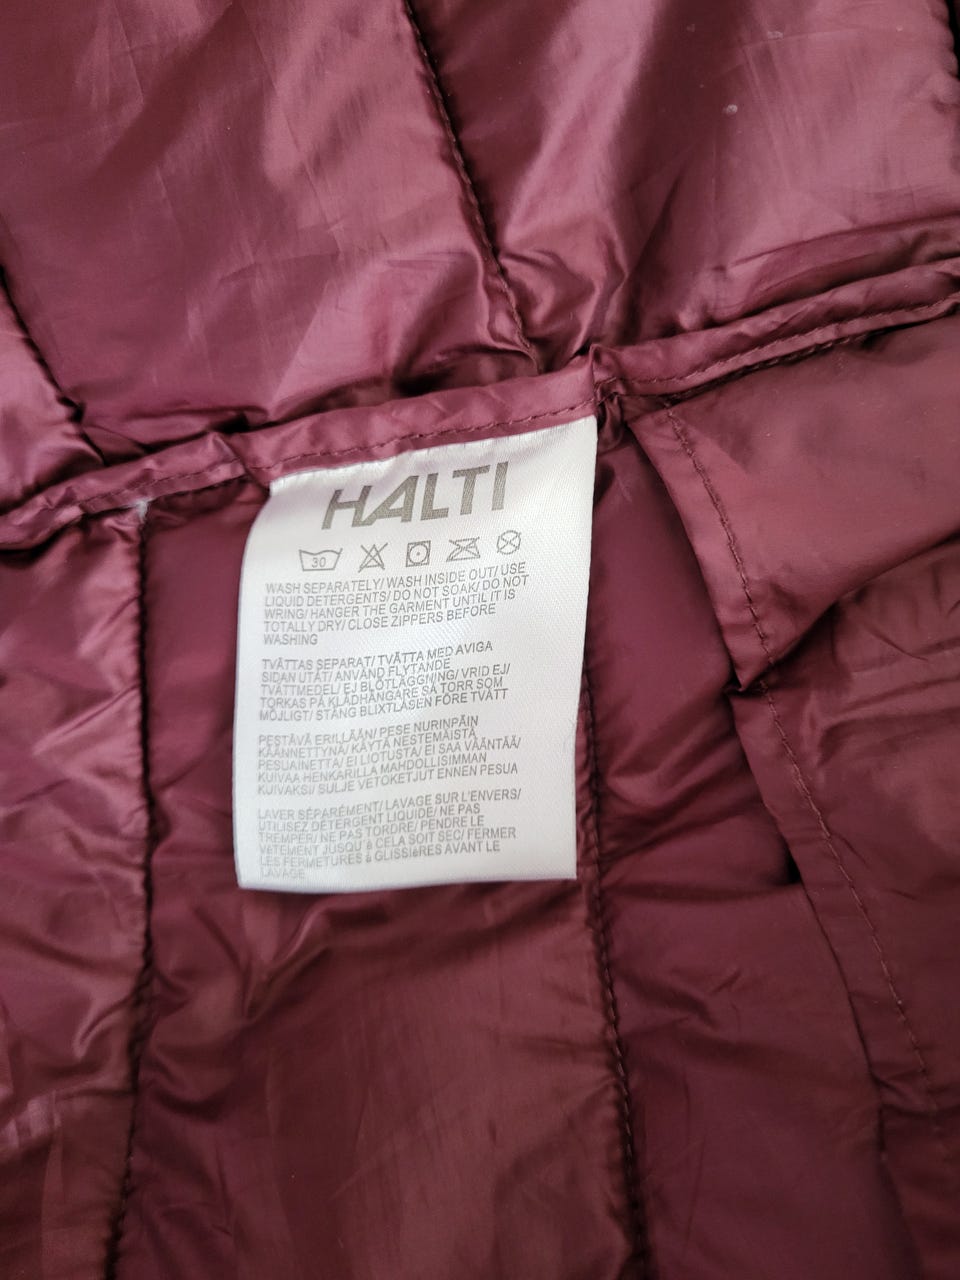 HALTI
30
WASH SEPARATELY/ WASH INSIDE OUT/ USE
LIQUID DETERGENTS/ DO NOT SOAK/ DO NOT
WRING/ HANGER THE GARMENT UNTIL IT IS
TOTALLY DRY/ CLOSE ZIPPERS BEFORE
WASHING
TVÄTTAS SEPARAT/ TVÄTTA MED AVIGA
SIDAN UTÅT/ ANVÄND FLYTANDE
TVÄTTMEDEL/ EJ BLÖTLÄGGNING/ VRID EJ/
TORKAS PÅ KLÄDHÄNGARE SÅ TORR SOM
MÖJLIGT/ STÄNG BLIXTLÅSEN FÖRE TVÄTT
PESTÄVÄ ERILLÄÄN/ PESE NURINPÄIN
KÄÄNNETTYNÄ/ KÄYTÄ NESTEMÄISTÄ
PESUAINETTA/ EI LIOTUSTA/ EI SAA VÄÄNTÄÄ/
KUIVAA HENKARILLA MAHDOLLISIMMAN
KUIVAKSI/ SULJE VETOKETJUT ENNEN PESUA
LAVER SÉPARÉMENT/ LAVAGE SUR L'ENVERS/
UTILISEZ DÉTERGENT LIQUIDE/ NE PAS
TREMPER/ NE PAS TORDRE/ PENDRE LE
VêTEMENT JUSQU'à CELA SOIT SEC/ FERMER
LES FERMETURES à GLISSIèRES AVANT LE
LAVAGE